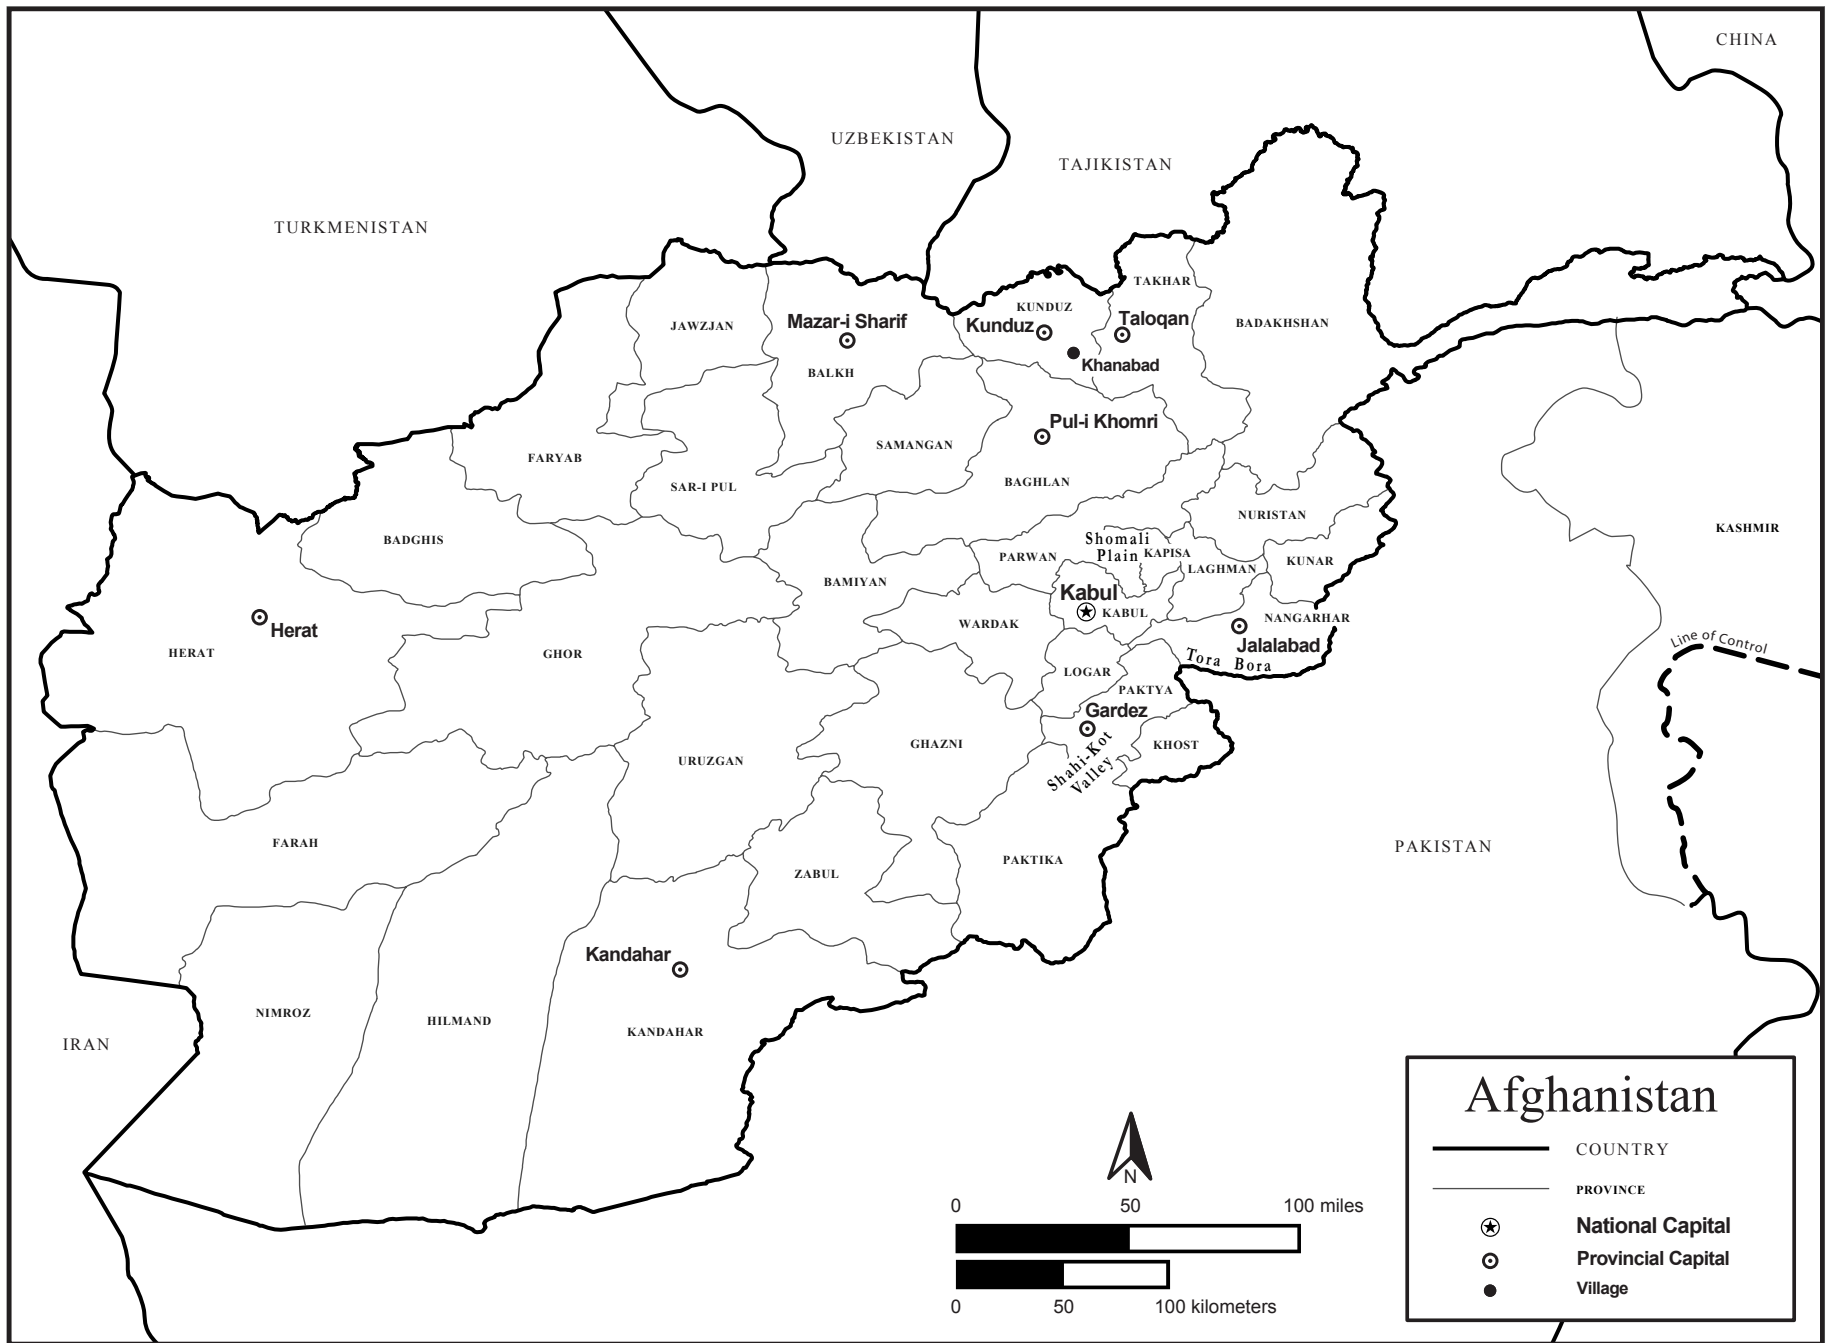 CHINA
UZBEKISTAN
TAJIKISTAN
TURKMENISTAN
TAKHAR
KUNDUZ
JAWZJAN
Mazar-i Sharif
Kunduz
Taloqan
BADAKHSHAN
Khanabad
BALKH
Pul-i Khomri
SAMANGAN
FARYAB
BAGHLAN
SAR-I PUL
NURISTAN
KASHMIR
BADGHIS
Shomali
Plain
KAPISA
PARWAN
LAGHMAN
KUNAR
BAMIYAN
Kabul
KABUL
NANGARHAR
WARDAK
Herat
Jalalabad
Line of Control
HERAT
GHOR
Tora Bora
LOGAR
PAKTYA
Gardez
GHAZNI
KHOST
URUZGAN
Shahi-Kot
Valley
FARAH
PAKISTAN
PAKTIKA
ZABUL
Kandahar
NIMROZ
HILMAND
KANDAHAR
IRAN
N
0 50 100 miles
0 50 100 kilometers
Afghanistan
COUNTRY
PROVINCE
National Capital
Provincial Capital
Village